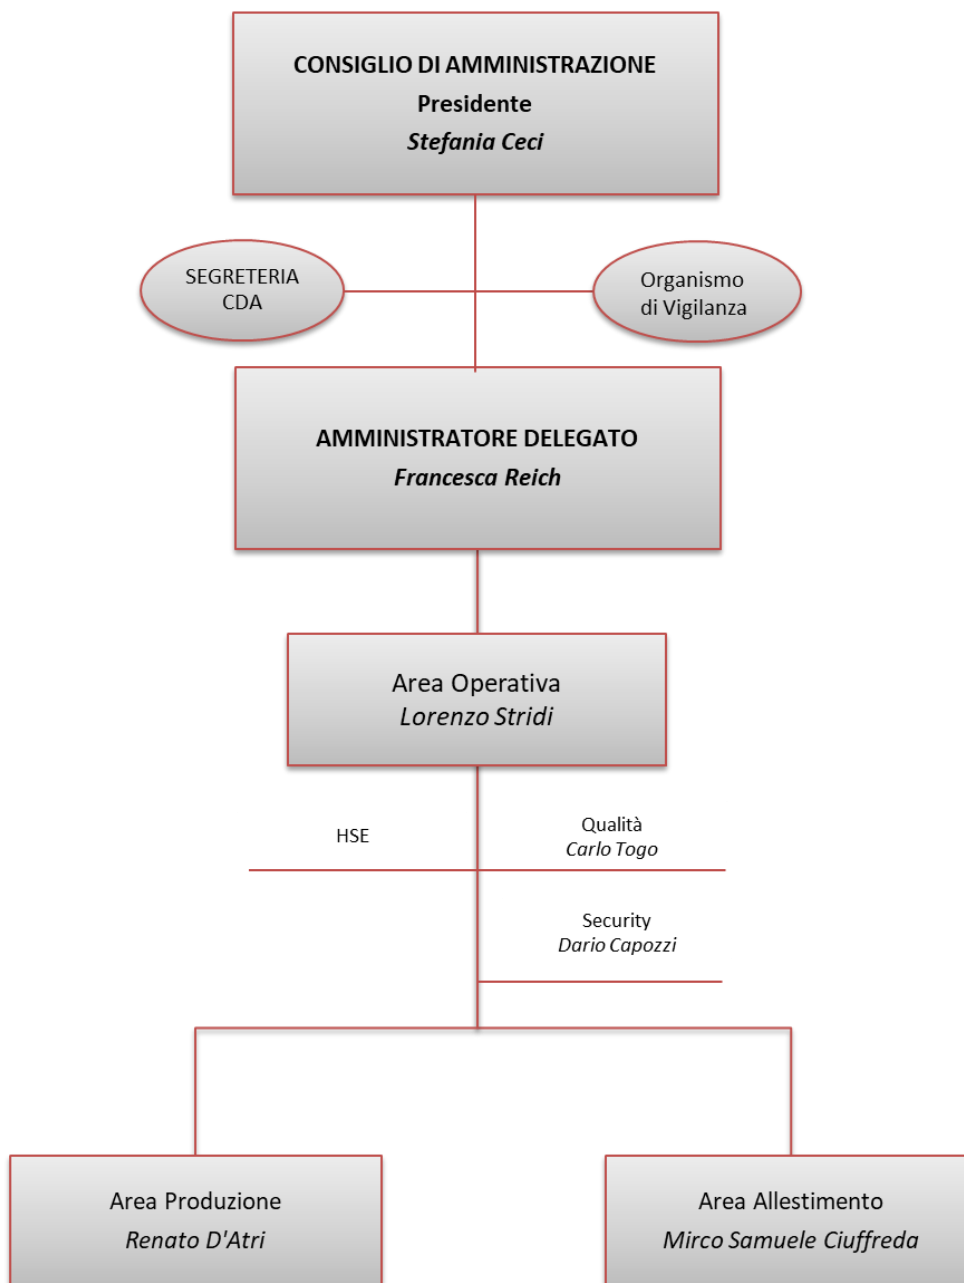 CONSIGLIO DI AMMINISTRAZIONE
Presidente
Stefania Ceci
SEGRETERIA
CDA
Organismo
di Vigilanza
AMMINISTRATORE DELEGATO
Francesca Reich
Area Operativa
Lorenzo Stridi
HSE
Qualità
Carlo Togo
Security
Dario Capozzi
Area Produzione
Renato D'Atri
Area Allestimento
Mirco Samuele Ciuffreda